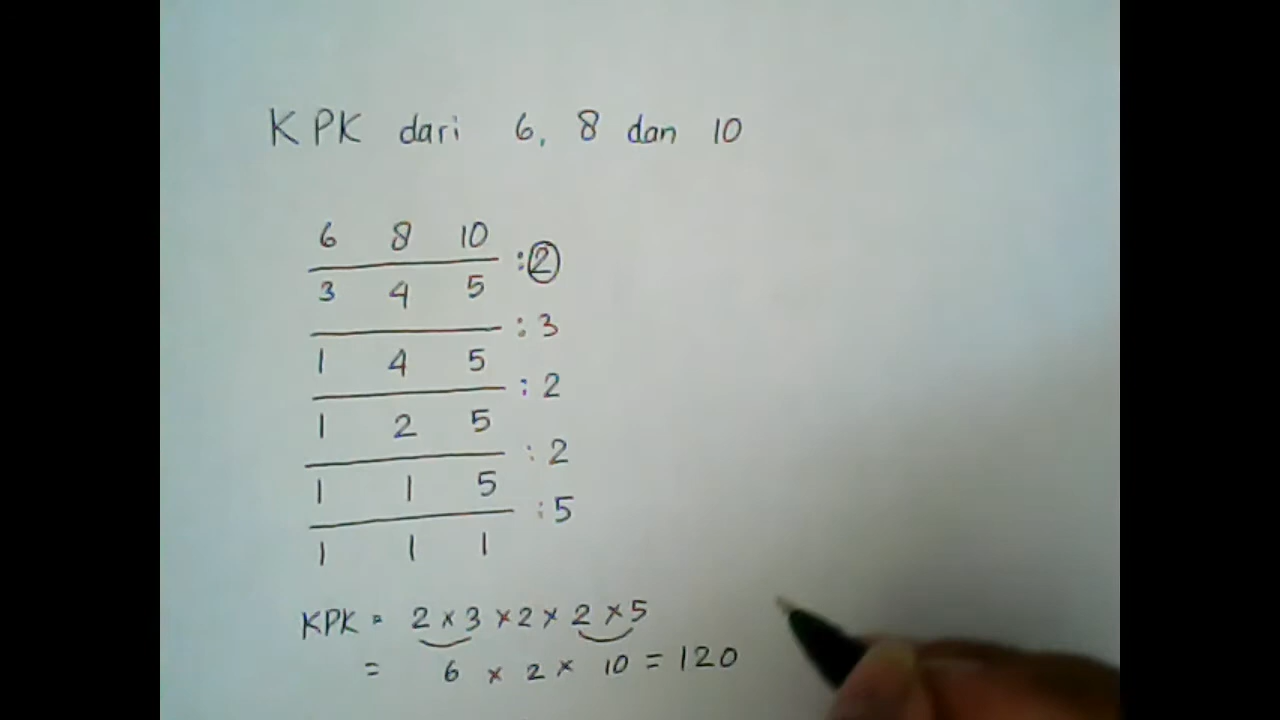 KPK dari 6, 8 dan 10
6 8 10 :2
3 4 5 :3
1 4 5 :2
1 2 5 :2
1 1 5 :5
1 1 1
KPK = 2 × 3 × 2 × 2 × 5
= 6 × 2 × 10 = 120